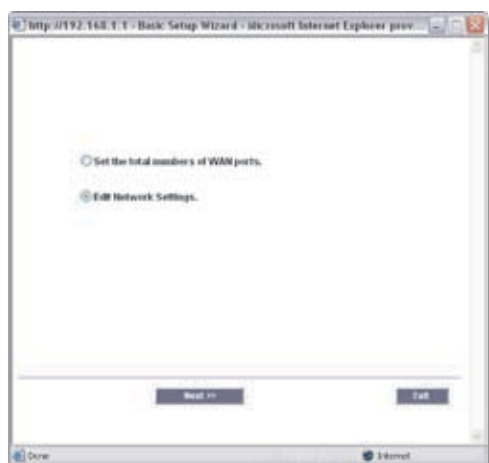 http://192.168.1.1 - Basic Setup Wizard - Microsoft Internet Explorer prov...
Set the total numbers of WAN ports.
Edit Network Settings.
Next >>
Exit
Done
Internet